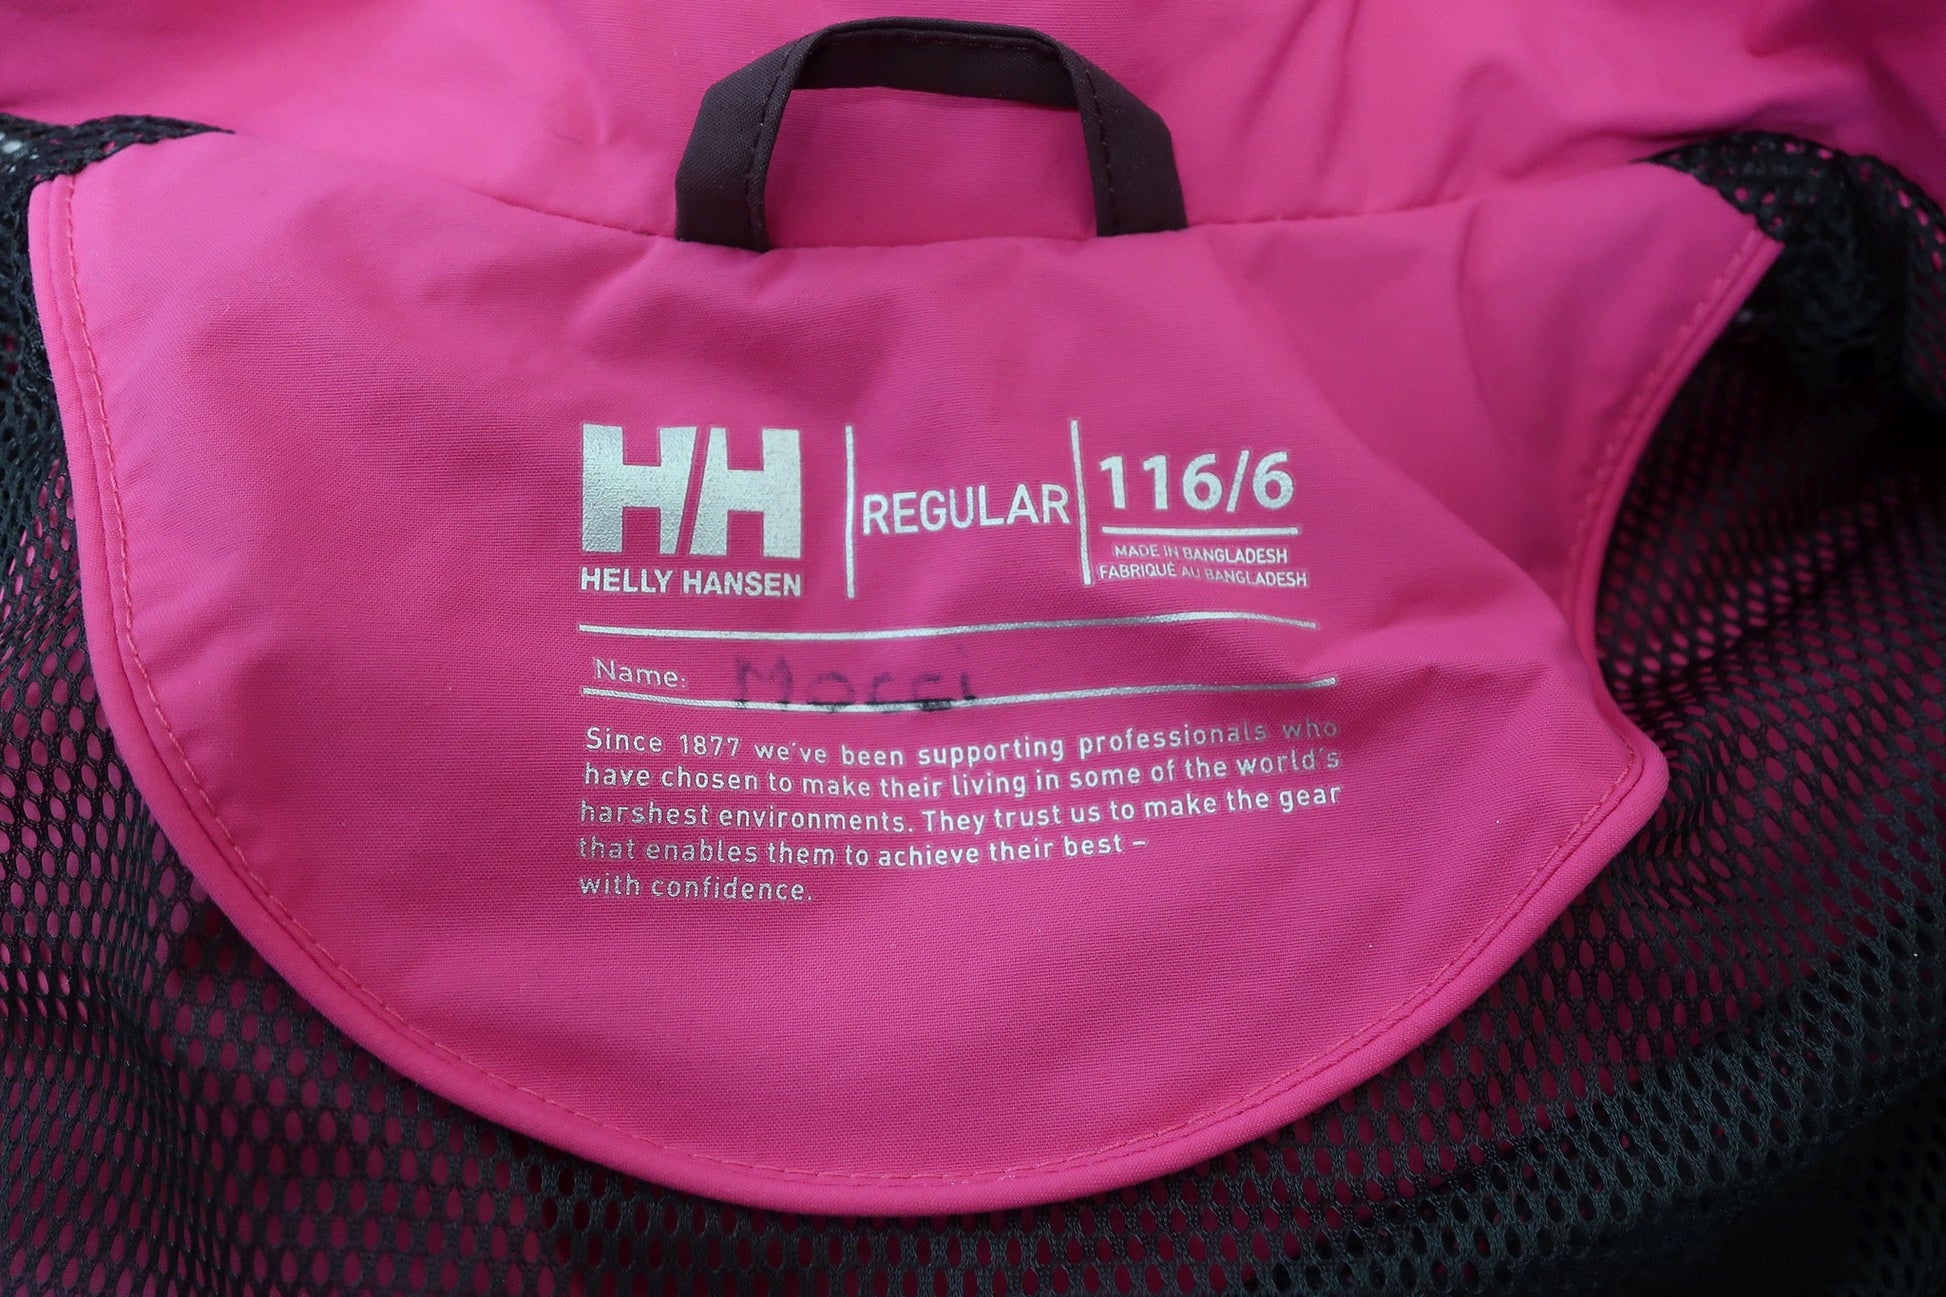 HH
HELLY HANSEN
REGULAR
116/6
MADE IN BANGLADESH
FABRIQUÉ AU BANGLADESH
Name:
Since 1877 we've been supporting professionals who
have chosen to make their living in some of the world's
harshest environments. They trust us to make the gear
that enables them to achieve their best –
with confidence.